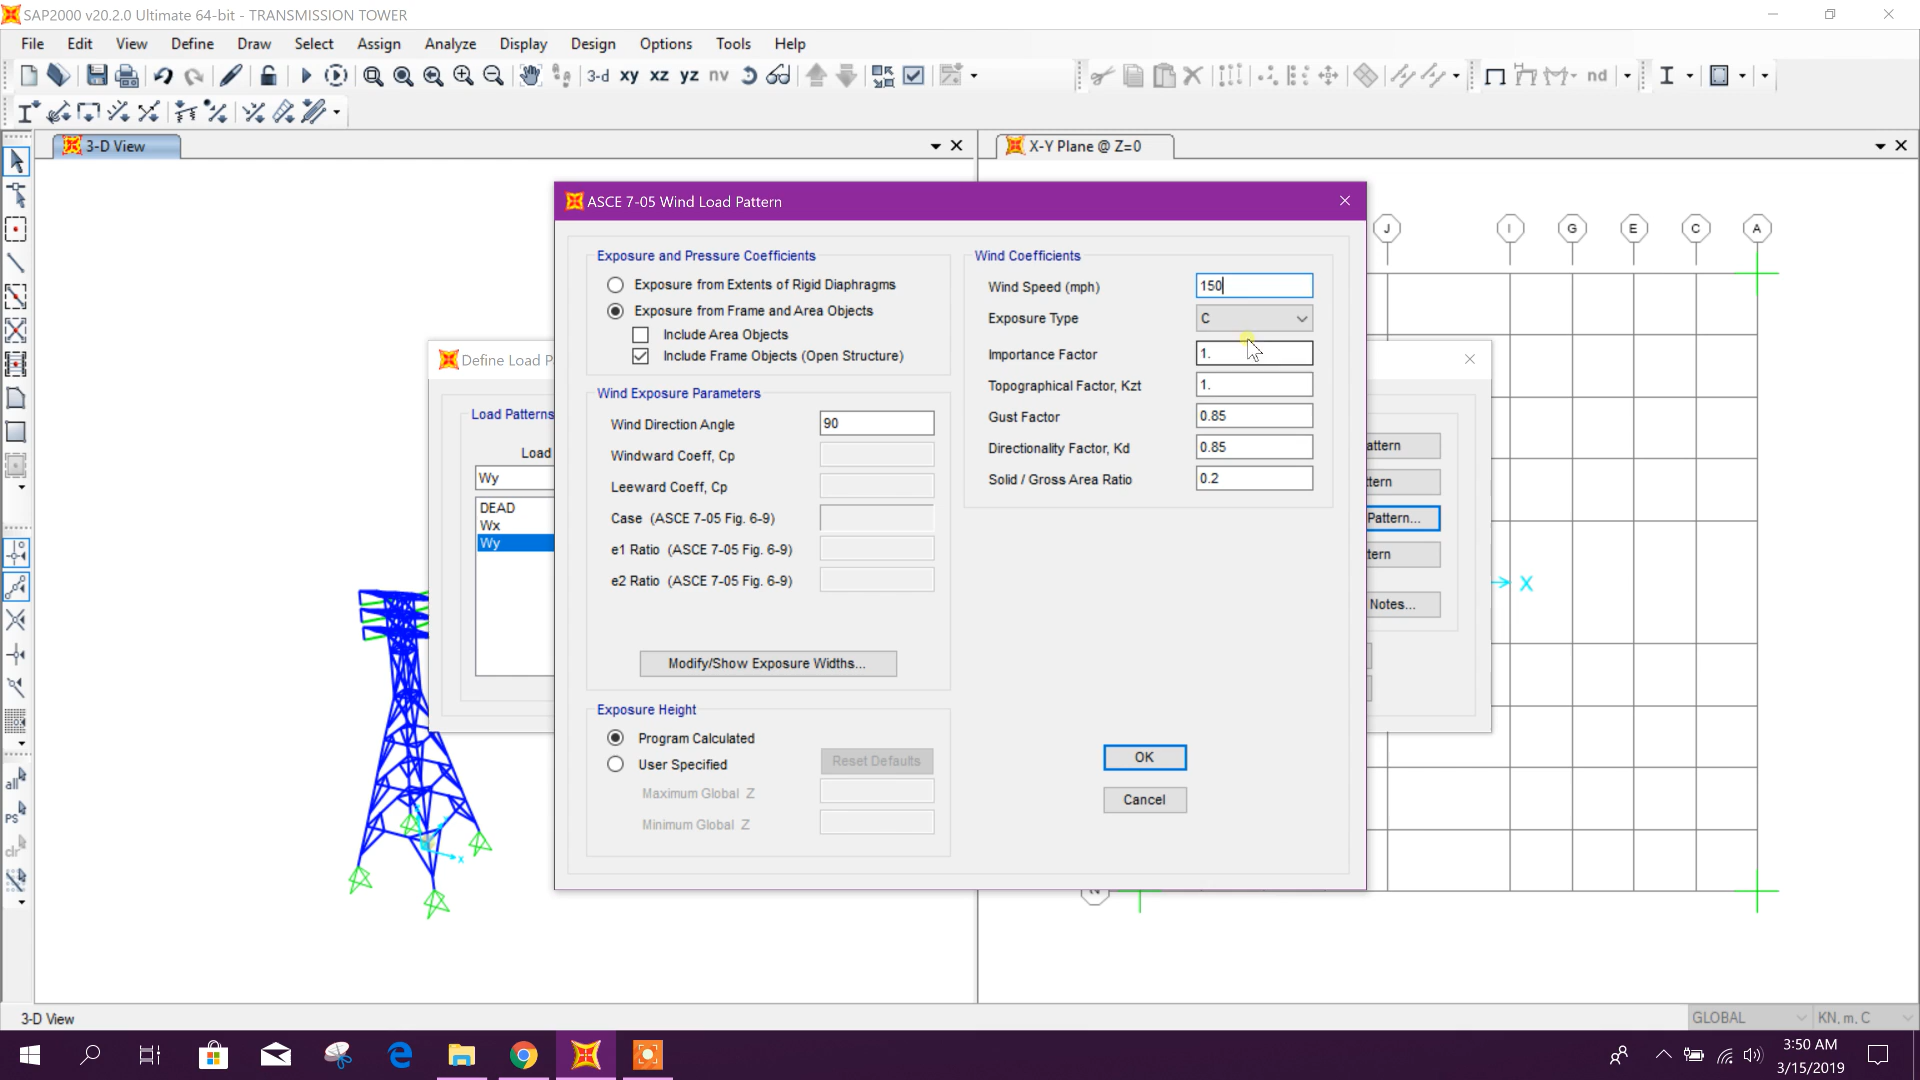 SAP2000 v20.2.0 Ultimate 64-bit - TRANSMISSION TOWER
File Edit View Define Draw Select Assign Analyze Display Design Options Tools Help
3-d xy xz yz nv nd
3-D View
X-Y Plane @ Z=0
ASCE 7-05 Wind Load Pattern
Exposure and Pressure Coefficients
Exposure from Extents of Rigid Diaphragms
Exposure from Frame and Area Objects
Include Area Objects
Include Frame Objects (Open Structure)
Wind Exposure Parameters
Wind Direction Angle 90
Windward Coeff, Cp
Leeward Coeff, Cp
Case (ASCE 7-05 Fig. 6-9)
e1 Ratio (ASCE 7-05 Fig. 6-9)
e2 Ratio (ASCE 7-05 Fig. 6-9)
Modify/Show Exposure Widths...
Exposure Height
Program Calculated
User Specified
Reset Defaults
Maximum Global Z
Minimum Global Z
Wind Coefficients
Wind Speed (mph) 150
Exposure Type C
Importance Factor 1.
Topographical Factor, Kzt 1.
Gust Factor 0.85
Directionality Factor, Kd 0.85
Solid / Gross Area Ratio 0.2
OK
Cancel
Define Load P
Load Patterns
Load
Wy
DEAD
Wx
Wy
attern
ttern
Pattern...
ttern
Notes...
J I G E C A
X
x
all
PS
clr
3-D View
GLOBAL
KN, m, C
3:50 AM
3/15/2019